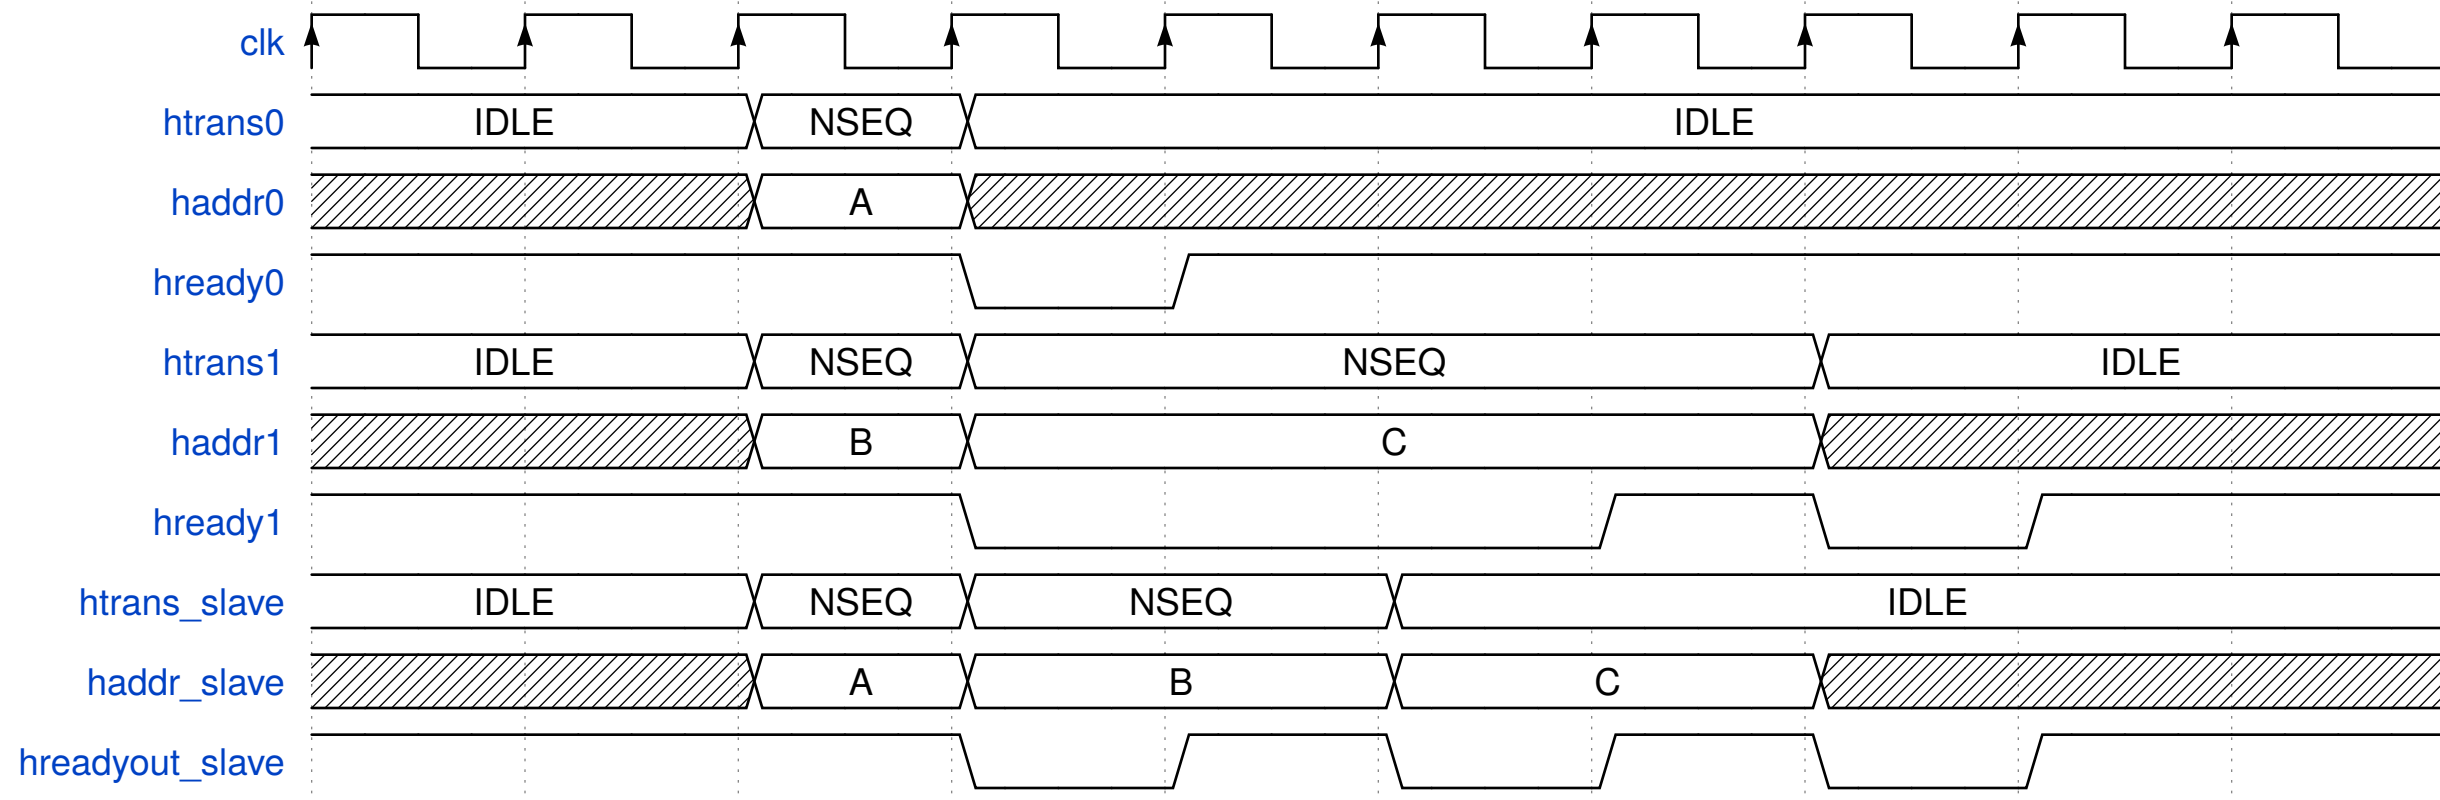 clk
htrans0 IDLE NSEQ IDLE
haddr0 A
hready0
htrans1 IDLE NSEQ NSEQ IDLE
haddr1 B C
hready1
htrans_slave IDLE NSEQ NSEQ IDLE
haddr_slave A B C
hreadyout_slave